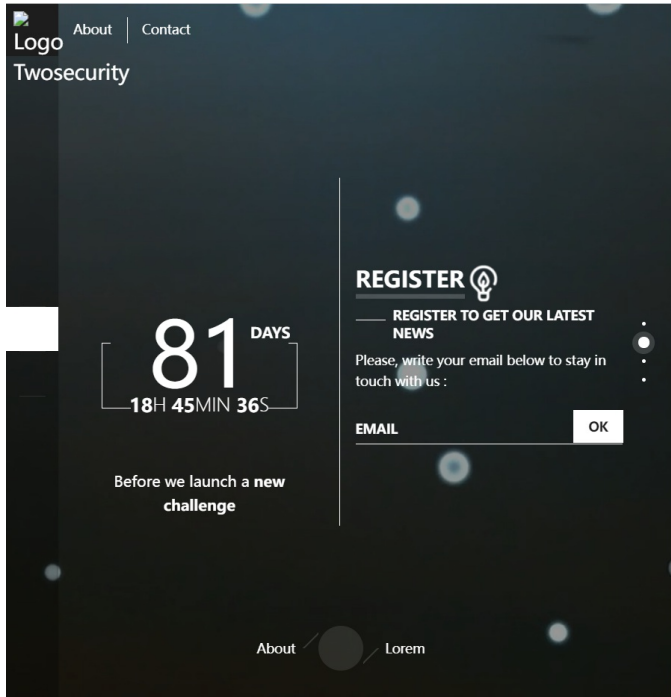 Logo
Twosecurity
About
Contact
81 DAYS
18H 45MIN 36S
Before we launch a new
challenge
REGISTER
REGISTER TO GET OUR LATEST
NEWS
Please, write your email below to stay in
touch with us :
EMAIL
OK
About
Lorem